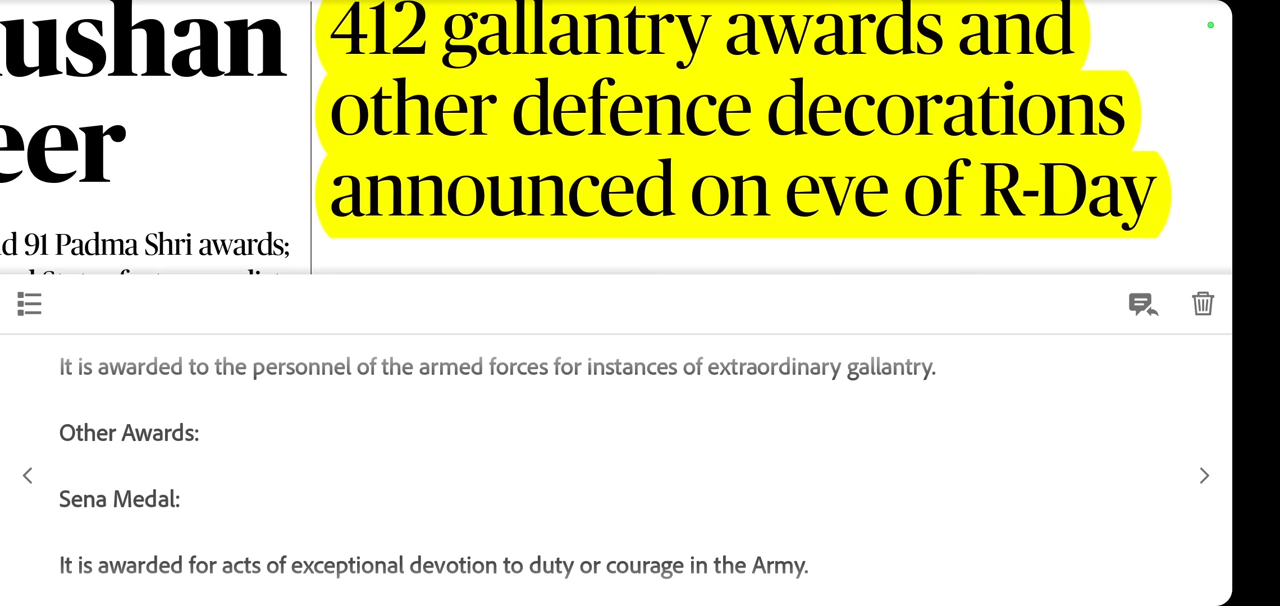 ushan
eer
d 91 Padma Shri awards;
412 gallantry awards and
other defence decorations
announced on eve of R-Day
It is awarded to the personnel of the armed forces for instances of extraordinary gallantry.
Other Awards:
Sena Medal:
It is awarded for acts of exceptional devotion to duty or courage in the Army.